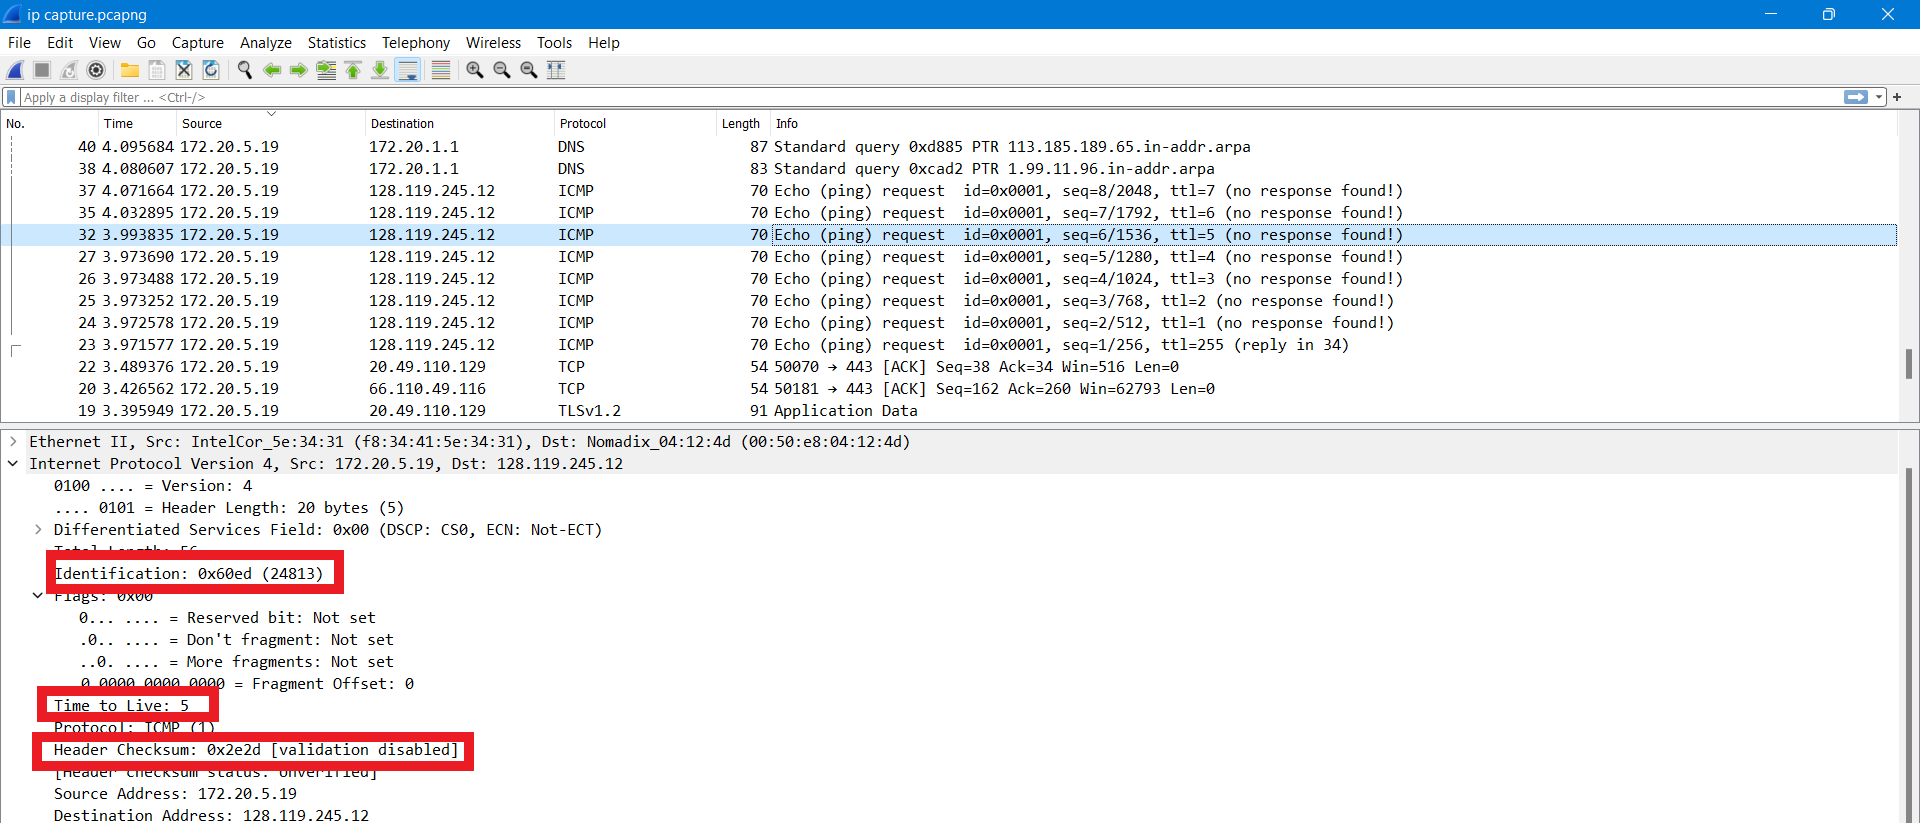 ip capture.pcapng
File Edit View Go Capture Analyze Statistics Telephony Wireless Tools Help
Apply a display filter ... <Ctrl-/>
No. Time Source Destination Protocol Length Info
40 4.095684 172.20.5.19 172.20.1.1 DNS 87 Standard query 0xd885 PTR 113.185.189.65.in-addr.arpa
38 4.080607 172.20.5.19 172.20.1.1 DNS 83 Standard query 0xcad2 PTR 1.99.11.96.in-addr.arpa
37 4.071664 172.20.5.19 128.119.245.12 ICMP 70 Echo (ping) request id=0x0001, seq=8/2048, ttl=7 (no response found!)
35 4.032895 172.20.5.19 128.119.245.12 ICMP 70 Echo (ping) request id=0x0001, seq=7/1792, ttl=6 (no response found!)
32 3.993835 172.20.5.19 128.119.245.12 ICMP 70 Echo (ping) request id=0x0001, seq=6/1536, ttl=5 (no response found!)
27 3.973690 172.20.5.19 128.119.245.12 ICMP 70 Echo (ping) request id=0x0001, seq=5/1280, ttl=4 (no response found!)
26 3.973488 172.20.5.19 128.119.245.12 ICMP 70 Echo (ping) request id=0x0001, seq=4/1024, ttl=3 (no response found!)
25 3.973252 172.20.5.19 128.119.245.12 ICMP 70 Echo (ping) request id=0x0001, seq=3/768, ttl=2 (no response found!)
24 3.972578 172.20.5.19 128.119.245.12 ICMP 70 Echo (ping) request id=0x0001, seq=2/512, ttl=1 (no response found!)
23 3.971577 172.20.5.19 128.119.245.12 ICMP 70 Echo (ping) request id=0x0001, seq=1/256, ttl=255 (reply in 34)
22 3.489376 172.20.5.19 20.49.110.129 TCP 54 50070 → 443 [ACK] Seq=38 Ack=34 Win=516 Len=0
20 3.426562 172.20.5.19 66.110.49.116 TCP 54 50181 → 443 [ACK] Seq=162 Ack=260 Win=62793 Len=0
19 3.395949 172.20.5.19 20.49.110.129 TLSv1.2 91 Application Data
Ethernet II, Src: IntelCor_5e:34:31 (f8:34:41:5e:34:31), Dst: Nomadix_04:12:4d (00:50:e8:04:12:4d)
Internet Protocol Version 4, Src: 172.20.5.19, Dst: 128.119.245.12
0100 .... = Version: 4
.... 0101 = Header Length: 20 bytes (5)
Differentiated Services Field: 0x00 (DSCP: CS0, ECN: Not-ECT)
Total Length: 56
Identification: 0x60ed (24813)
Flags: 0x00
0... .... = Reserved bit: Not set
.0.. .... = Don't fragment: Not set
..0. .... = More fragments: Not set
0 0000 0000 0000 = Fragment Offset: 0
Time to Live: 5
Protocol: ICMP (1)
Header Checksum: 0x2e2d [validation disabled]
[Header checksum status: Unverified]
Source Address: 172.20.5.19
Destination Address: 128.119.245.12